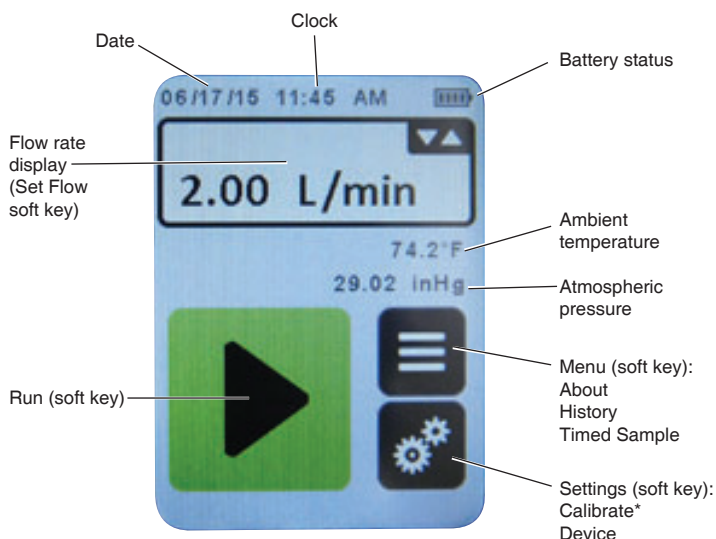 Clock
Date
Battery status
06/17/15 11:45 AM
Flow rate
display
(Set Flow
soft key)
2.00 L/min
74.2°F
Ambient
temperature
29.02 inHg
Atmospheric
pressure
Menu (soft key):
About
History
Timed Sample
Run (soft key)
Settings (soft key):
Calibrate*
Device